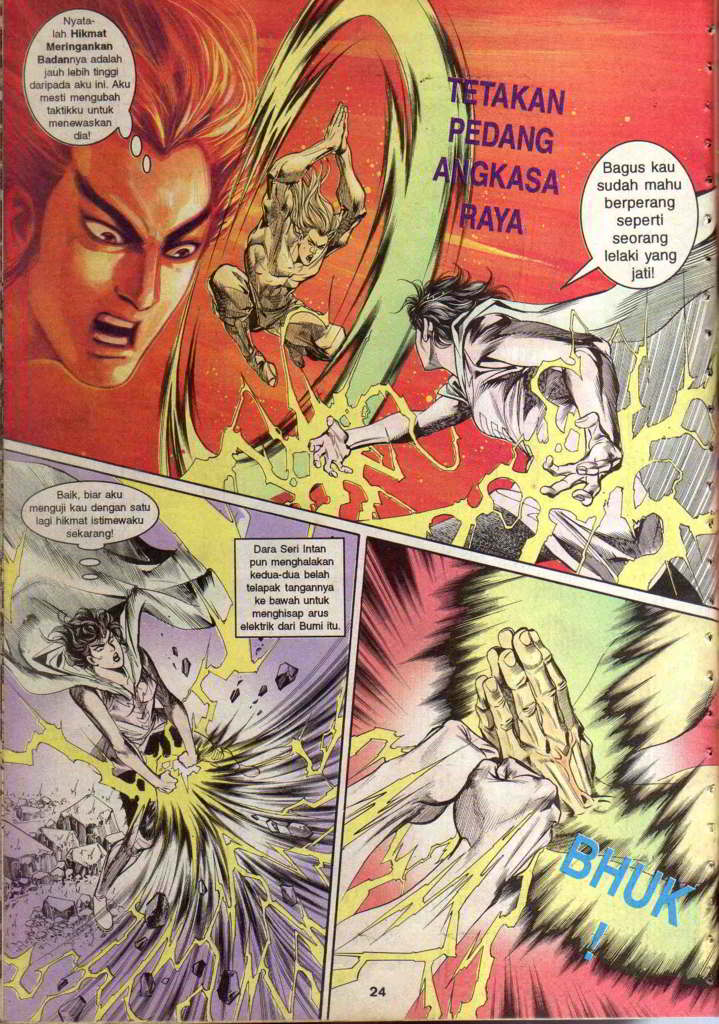 Nyata-
lah Hikmat
Meringankan
Badannya adalah
jauh lebih tinggi
daripada aku ini. Aku
mesti mengubah
taktikku untuk
menewaskan
dia!
TETAKAN
PEDANG
ANGKASA
RAYA
Bagus kau
sudah mahu
berperang
seperti
seorang
lelaki yang
jati!
Baik, biar aku
menguji kau dengan satu
lagi hikmat istimewaku
sekarang!
Dara Seri Intan
pun menghalakan
kedua-dua belah
telapak tangannya
ke bawah untuk
menghisap arus
elektrik dari Bumi itu.
BHUK
!
24